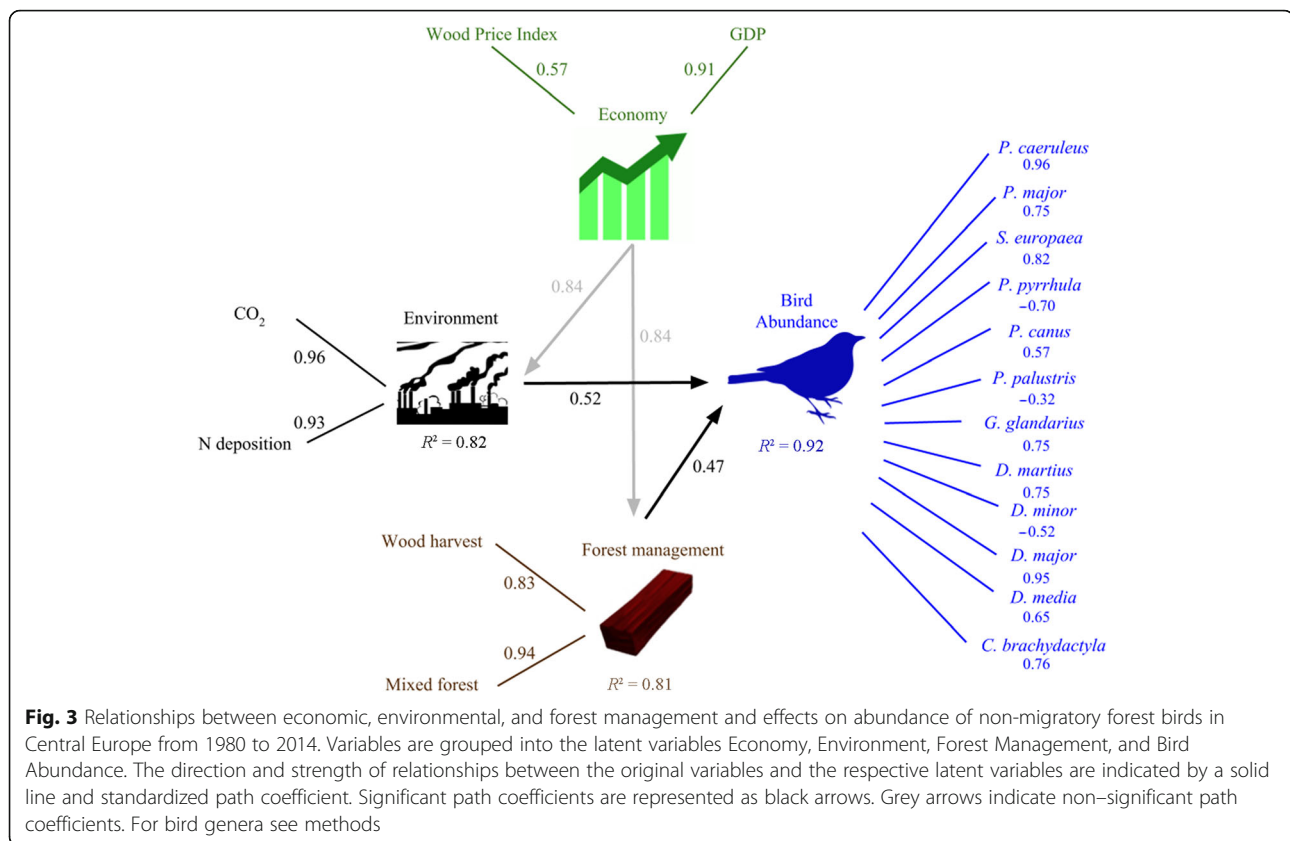 Wood Price Index
GDP
0.57
0.91
Economy
P. caeruleus
0.96
P. major
0.75
S. europaea
0.82
P. pyrrhula
−0.70
P. canus
0.57
P. palustris
−0.32
G. glandarius
0.75
D. martius
0.75
D. minor
−0.52
D. major
0.95
D. media
0.65
C. brachydactyla
0.76
0.84
0.84
CO₂
0.96
Environment
0.93
N deposition
R² = 0.82
0.52
Bird
Abundance
R² = 0.92
0.47
Wood harvest
Forest management
0.83
0.94
Mixed forest
R² = 0.81
Fig. 3 Relationships between economic, environmental, and forest management and effects on abundance of non-migratory forest birds in
Central Europe from 1980 to 2014. Variables are grouped into the latent variables Economy, Environment, Forest Management, and Bird
Abundance. The direction and strength of relationships between the original variables and the respective latent variables are indicated by a solid
line and standardized path coefficient. Significant path coefficients are represented as black arrows. Grey arrows indicate non–significant path
coefficients. For bird genera see methods